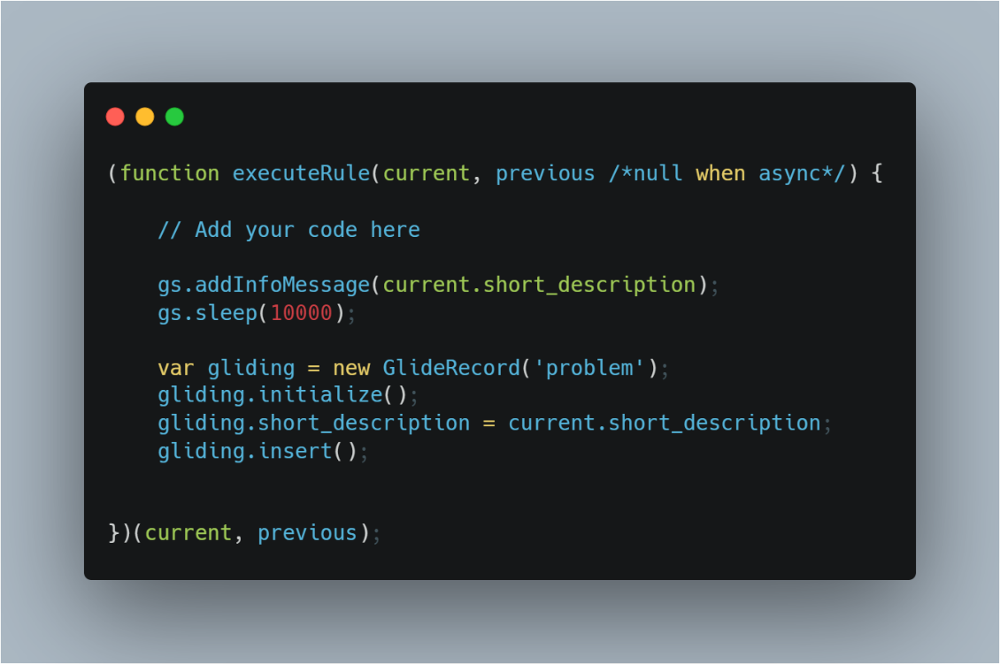 (function executeRule(current, previous /*null when async*/) {
// Add your code here
gs.addInfoMessage(current.short_description);
gs.sleep(10000);
var gliding = new GlideRecord('problem');
gliding.initialize();
gliding.short_description = current.short_description;
gliding.insert();
})(current, previous);